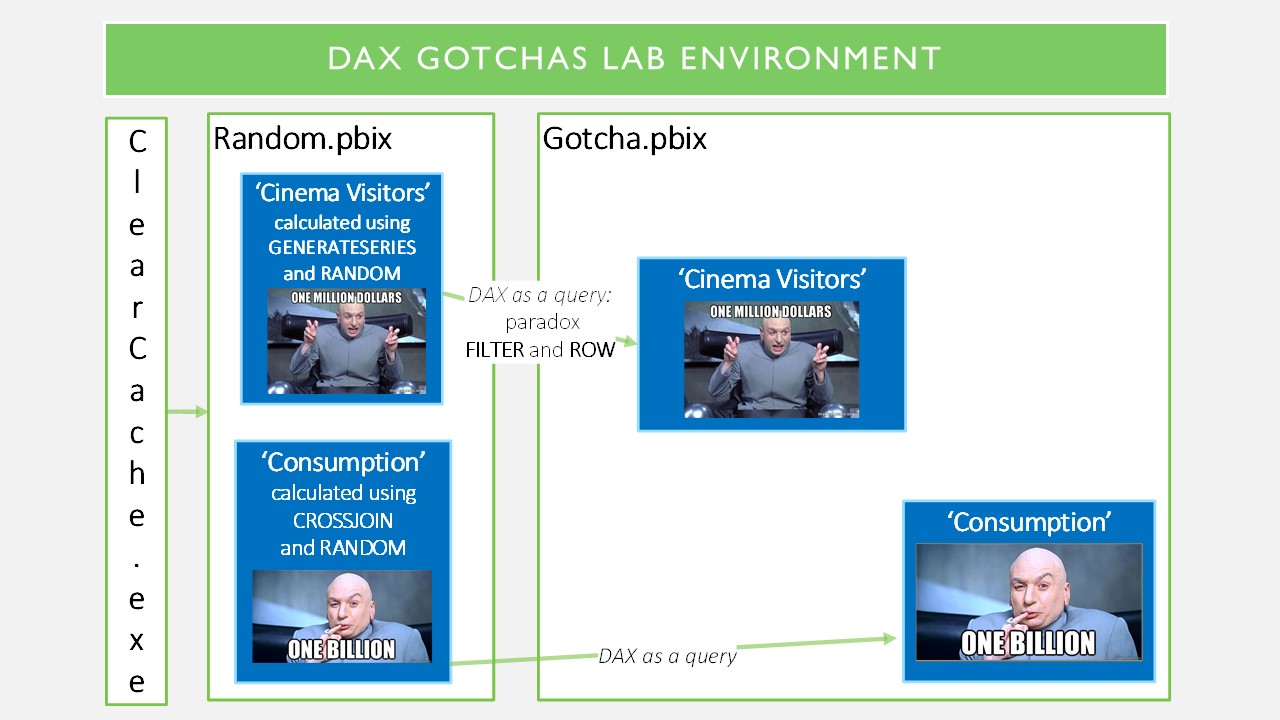 DAX GOTCHAS LAB ENVIRONMENT
ClearCache.exe
Random.pbix
‘Cinema Visitors’
calculated using
GENERATESERIES
and RANDOM
ONE MILLION DOLLARS
‘Consumption’
calculated using
CROSSJOIN
and RANDOM
ONE BILLION
DAX as a query:
paradox
FILTER and ROW
DAX as a query
Gotcha.pbix
‘Cinema Visitors’
ONE MILLION DOLLARS
‘Consumption’
ONE BILLION